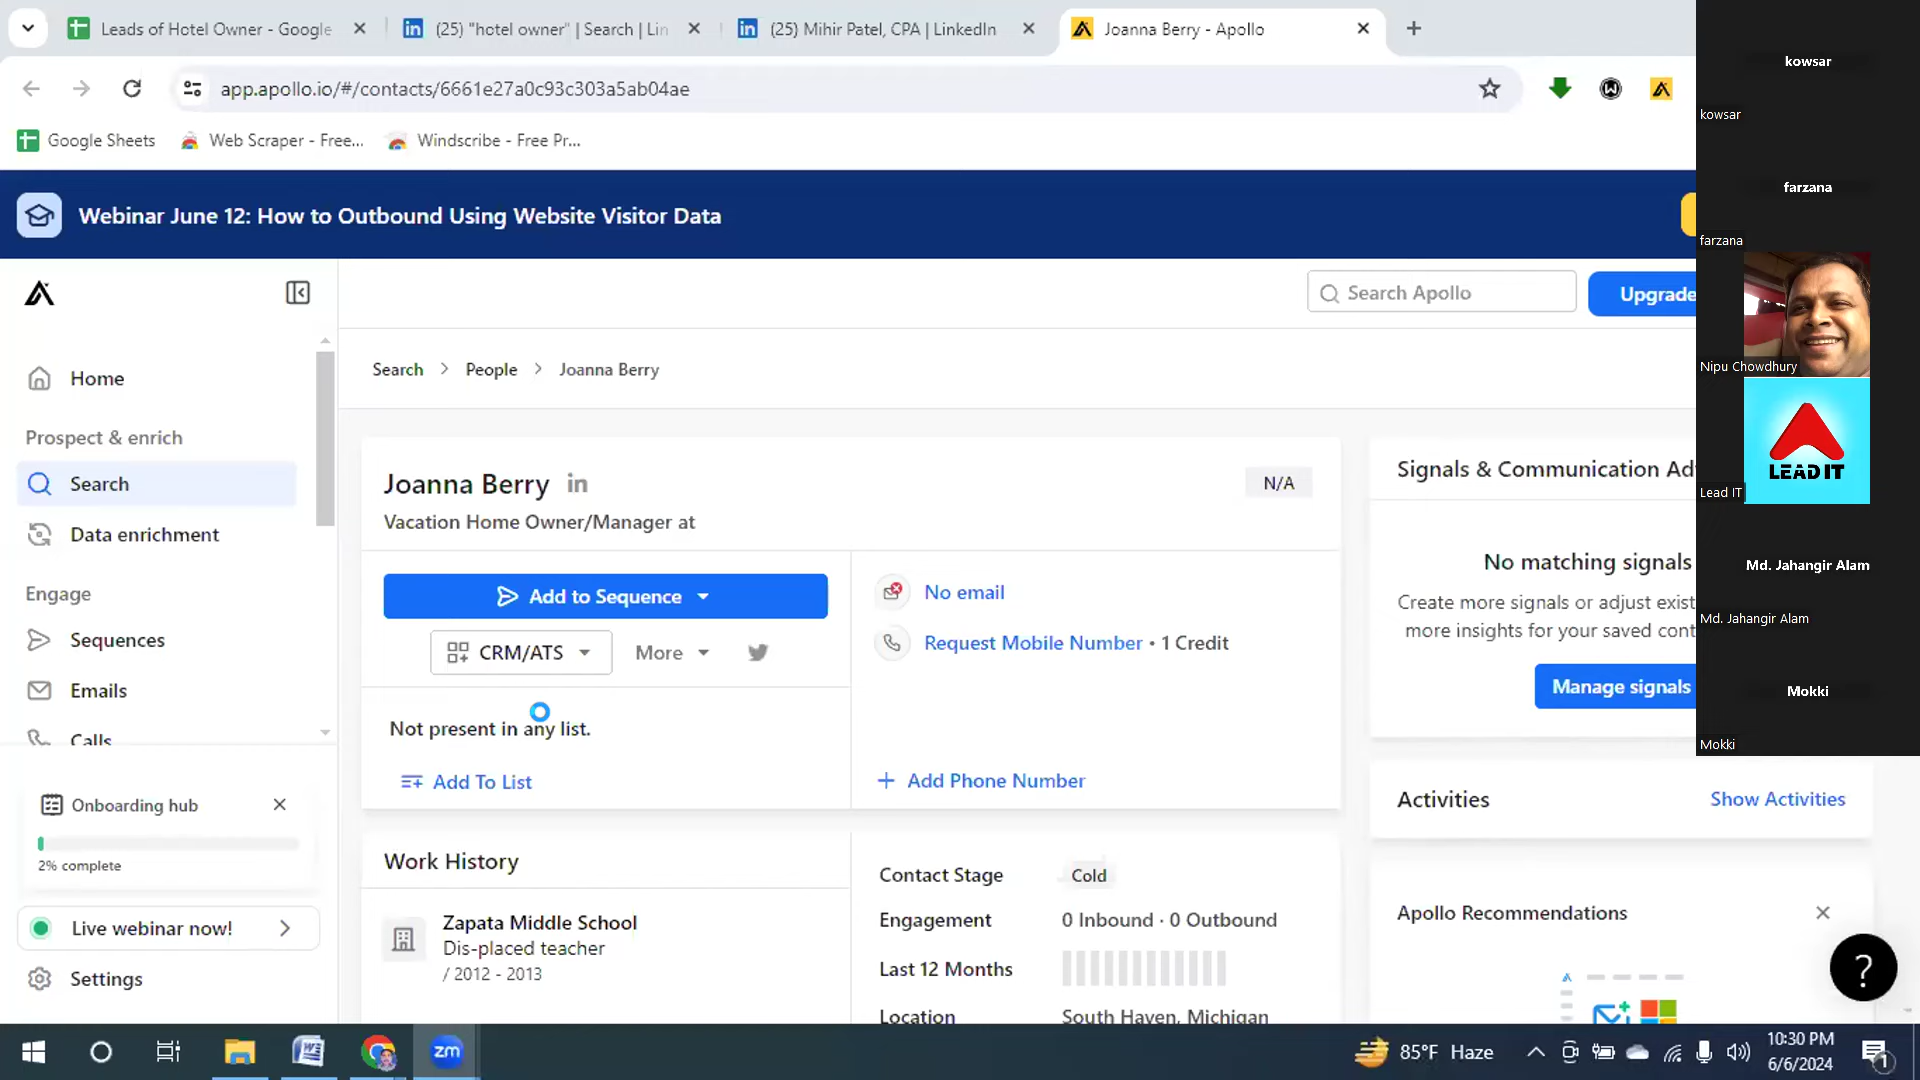 Leads of Hotel Owner - Google
(25) "hotel owner" | Search | Lin
(25) Mihir Patel, CPA | LinkedIn
Joanna Berry - Apollo
app.apollo.io/#/contacts/6661e27a0c93c303a5ab04ae
Google Sheets
Web Scraper - Free...
Windscribe - Free Pr...
Webinar June 12: How to Outbound Using Website Visitor Data
Search Apollo
Upgrade
Home
Prospect & enrich
Search
Data enrichment
Engage
Sequences
Emails
Calls
Onboarding hub
2% complete
Live webinar now!
Settings
Search > People > Joanna Berry
Joanna Berry in
N/A
Vacation Home Owner/Manager at
Add to Sequence
CRM/ATS
More
Not present in any list.
Add To List
No email
Request Mobile Number • 1 Credit
Add Phone Number
Work History
Zapata Middle School
Dis-placed teacher
/ 2012 - 2013
Contact Stage Cold
Engagement 0 Inbound · 0 Outbound
Last 12 Months
Location South Haven, Michigan
Signals & Communication Ad
No matching signals
Create more signals or adjust exist
more insights for your saved cont
Manage signals
Activities
Show Activities
Apollo Recommendations
?
kowsar
kowsar
farzana
farzana
Nipu Chowdhury
LEAD IT
Lead IT
Md. Jahangir Alam
Md. Jahangir Alam
Mokki
Mokki
zm
85°F Haze
10:30 PM
6/6/2024
1